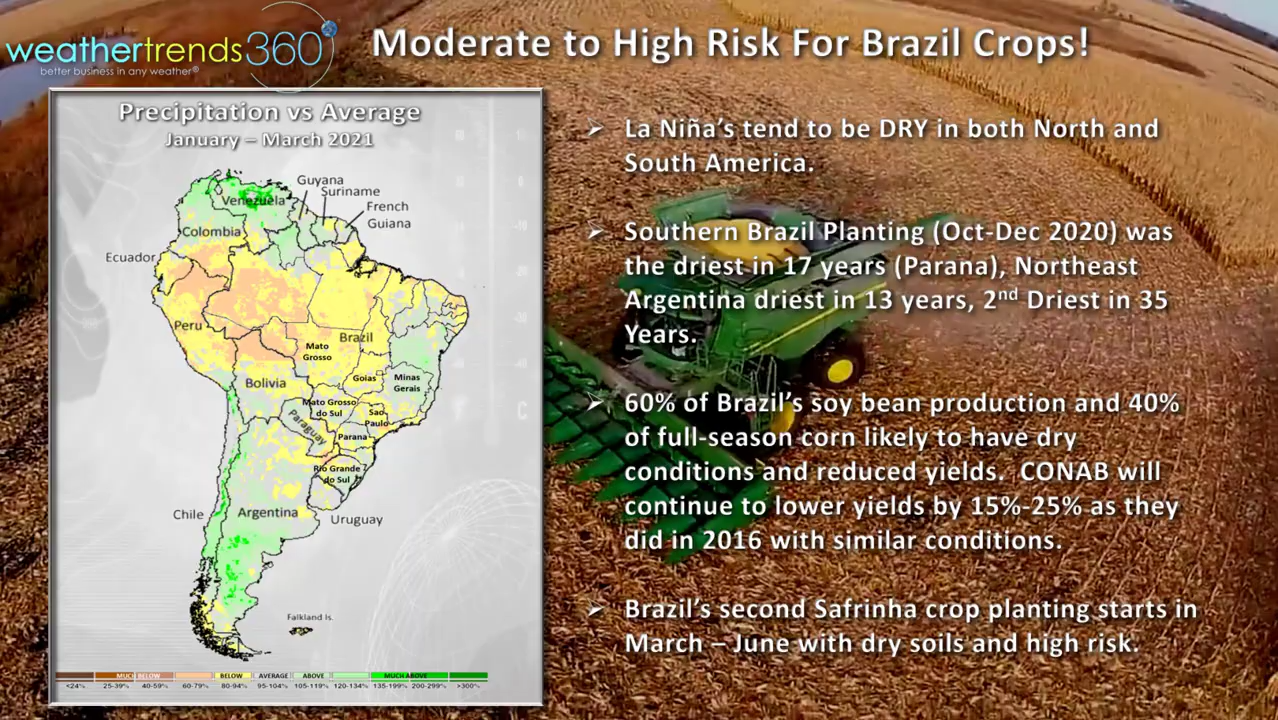 weathertrends360°
better business in any weather®
Moderate to High Risk For Brazil Crops!
Precipitation vs Average
January – March 2021
Guyana
Suriname
French
Guiana
Venezuela
Colombia
Ecuador
Peru
Brazil
Mato
Grosso
Bolivia
Goias
Minas
Gerais
Mato Grosso
do Sul
Sao
Paulo
Paraguay
Parana
Rio Grande
do Sul
Chile
Argentina
Uruguay
Falkland Is.
MUCH BELOW BELOW AVERAGE ABOVE MUCH ABOVE
<24% 25-39% 40-59% 60-79% 80-94% 95-104% 105-119% 120-134% 135-199% 200-299% >300%
➢ La Niña's tend to be DRY in both North and
South America.
➢ Southern Brazil Planting (Oct-Dec 2020) was
the driest in 17 years (Parana), Northeast
Argentina driest in 13 years, 2nd Driest in 35
Years.
➢ 60% of Brazil's soy bean production and 40%
of full-season corn likely to have dry
conditions and reduced yields.  CONAB will
continue to lower yields by 15%-25% as they
did in 2016 with similar conditions.
➢ Brazil's second Safrinha crop planting starts in
March – June with dry soils and high risk.